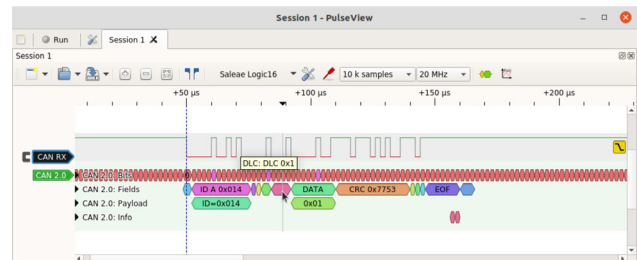 Session 1 - PulseView
Run
Session 1
Session 1
Saleae Logic16
10 k samples
20 MHz
+50 µs
+100 µs
+150 µs
+200 µs
CAN RX
DLC: DLC 0x1
CAN 2.0
CAN 2.0: Bits
CAN 2.0: Fields
ID A 0x014
DATA
CRC 0x7753
EOF
CAN 2.0: Payload
ID=0x014
0x01
CAN 2.0: Info